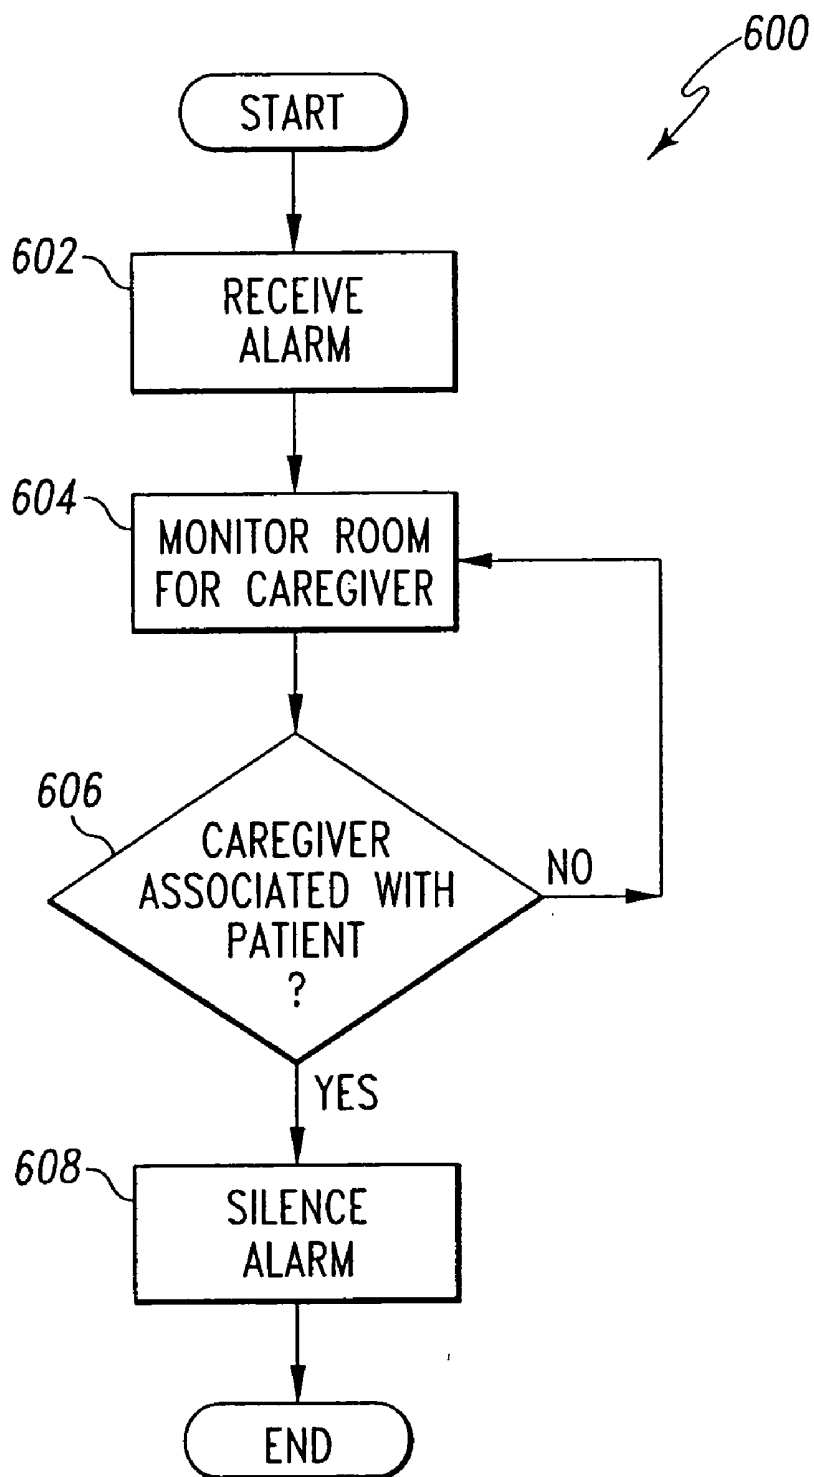 600
START
602
RECEIVE
ALARM
604
MONITOR ROOM
FOR CAREGIVER
606
CAREGIVER
ASSOCIATED WITH
PATIENT
?
NO
YES
608
SILENCE
ALARM
END